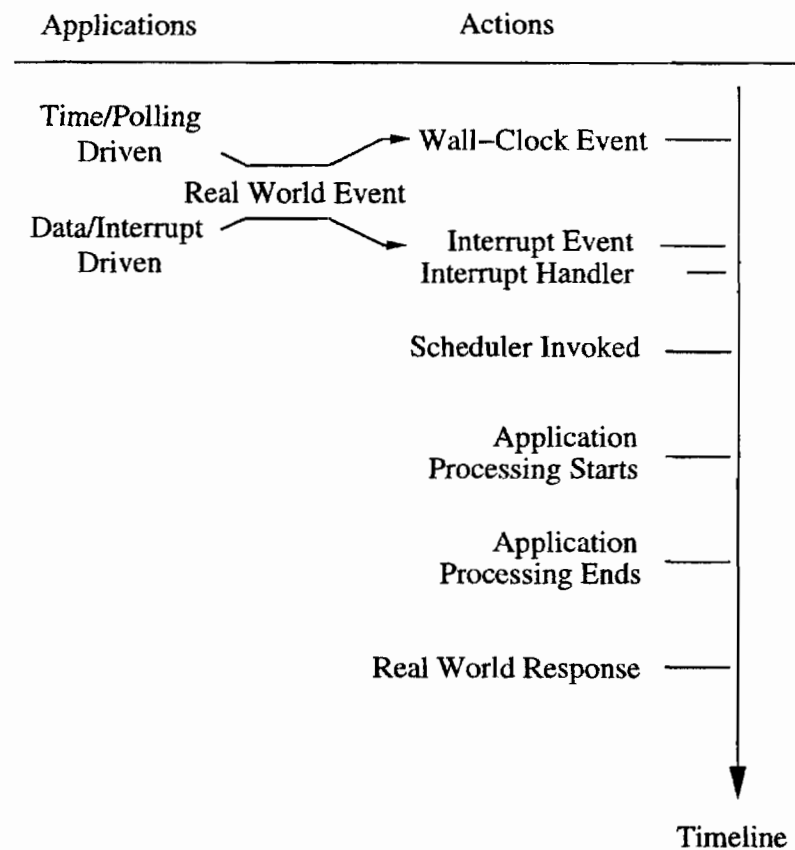 Applications
Actions
Time/Polling
Driven
Wall–Clock Event
Real World Event
Data/Interrupt
Driven
Interrupt Event
Interrupt Handler
Scheduler Invoked
Application
Processing Starts
Application
Processing Ends
Real World Response
Timeline